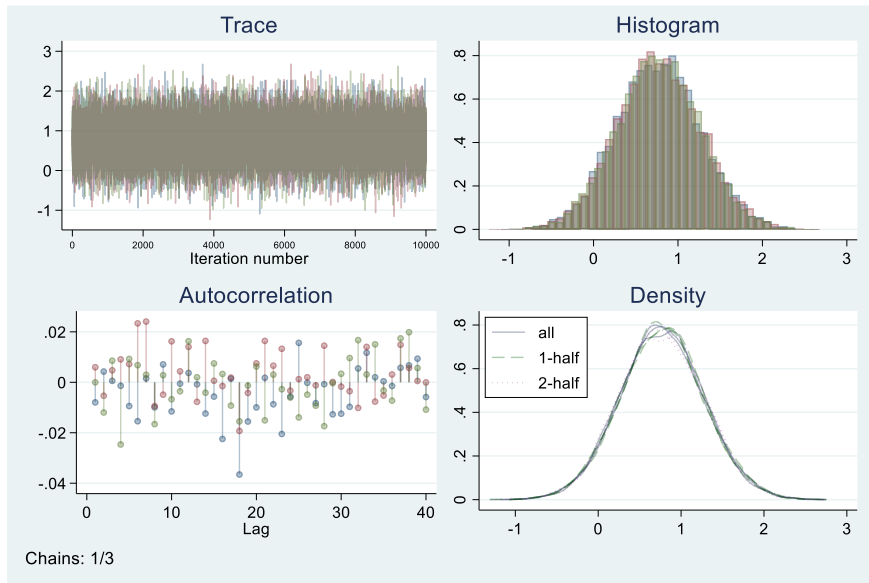 Trace
3
2
1
0
-1
0 2000 4000 6000 8000 10000
Iteration number
Histogram
.8
.6
.4
.2
0
-1 0 1 2 3
Autocorrelation
.02
0
-.02
-.04
0 10 20 30 40
Lag
Density
.8
.6
.4
.2
0
all
1-half
2-half
-1 0 1 2 3
Chains: 1/3